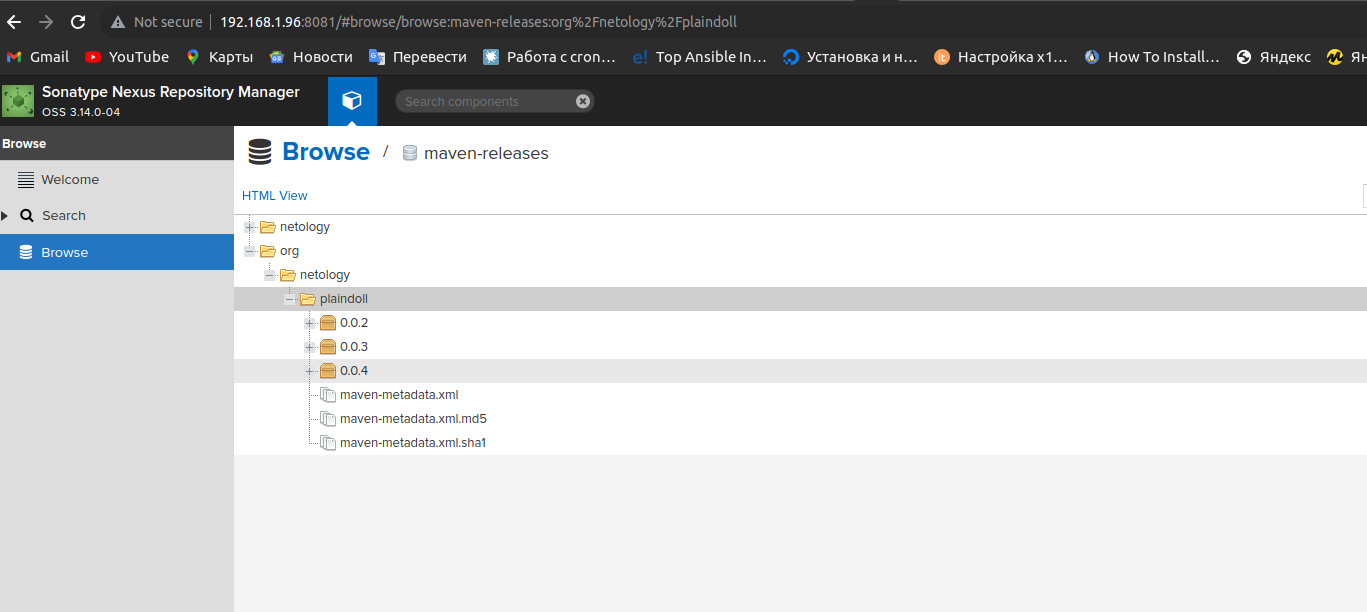 Not secure 192.168.1.96:8081/#browse/browse:maven-releases:org%2Fnetology%2Fplaindoll
Gmail YouTube Карты Новости Перевести Работа с cron… Top Ansible In… Установка и н… Настройка x1… How To Install… Яндекс Ян
Sonatype Nexus Repository Manager
OSS 3.14.0-04
Search components
Browse
Welcome
Search
Browse
Browse / maven-releases
HTML View
netology
org
netology
plaindoll
0.0.2
0.0.3
0.0.4
maven-metadata.xml
maven-metadata.xml.md5
maven-metadata.xml.sha1